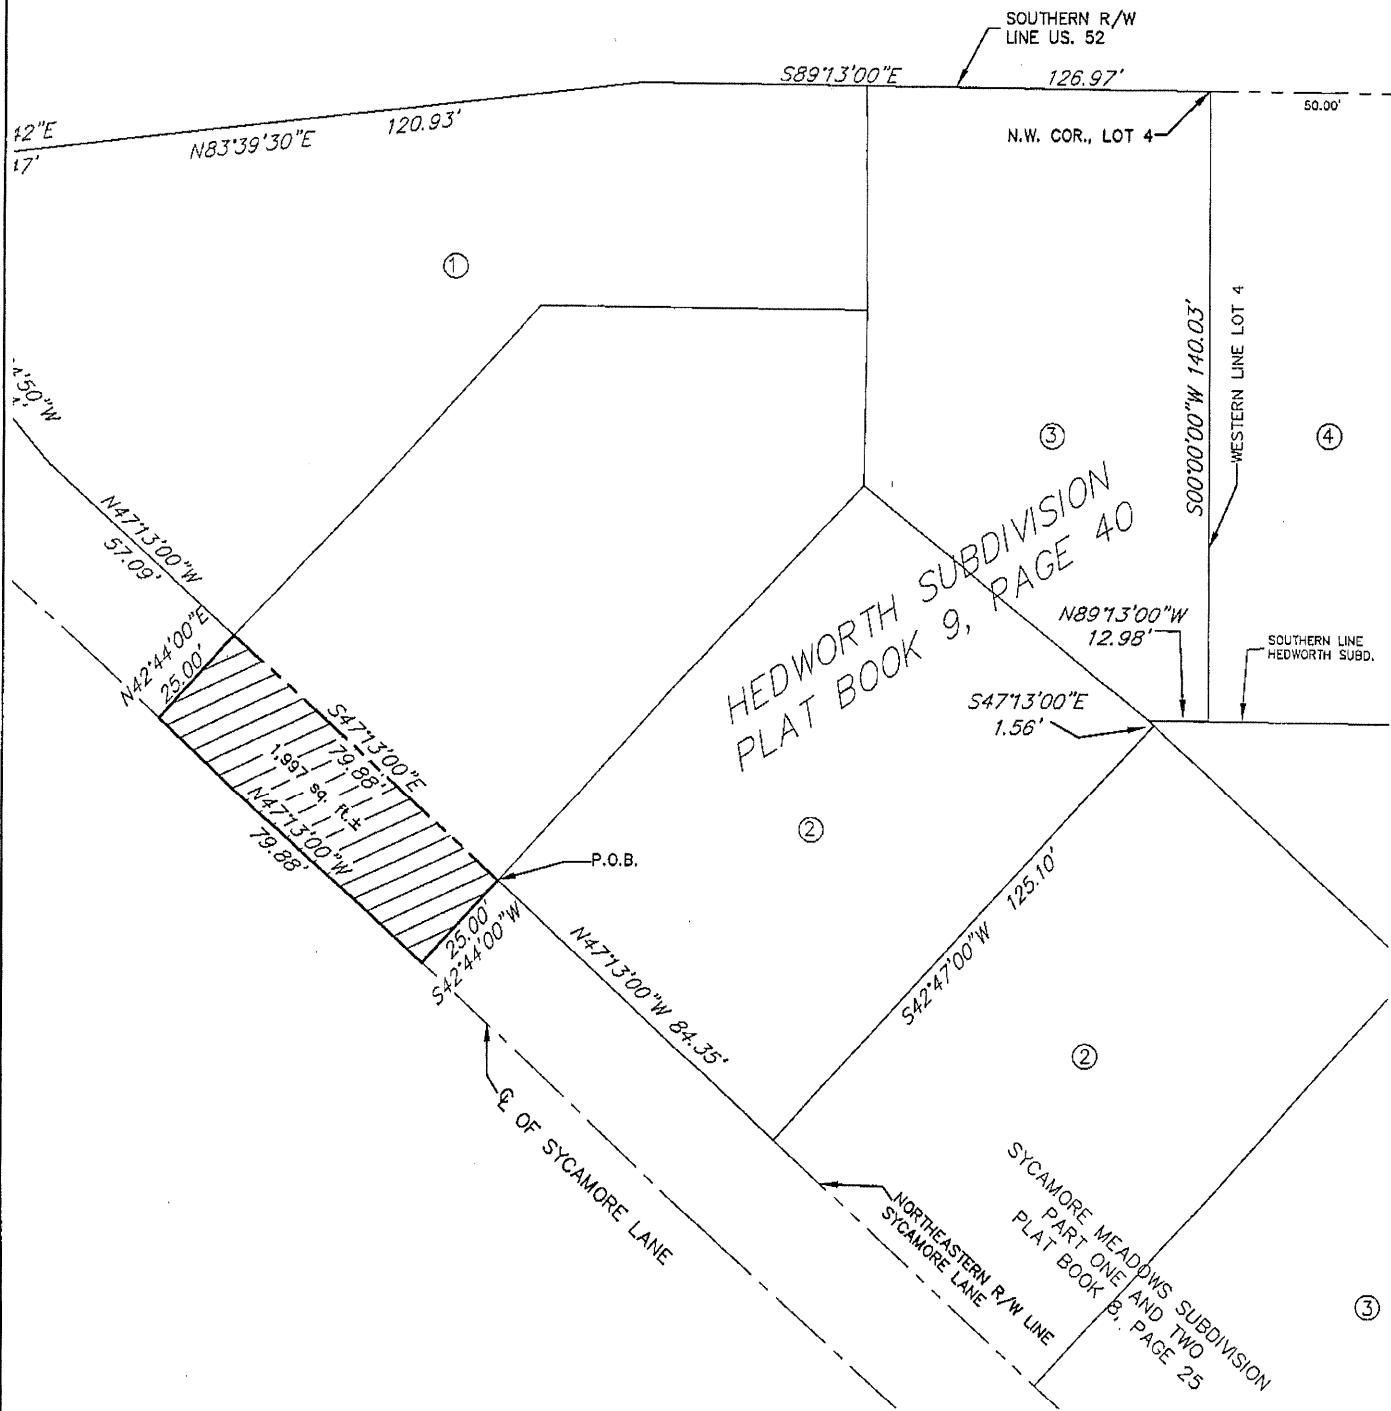 SOUTHERN R/W
LINE US. 52
S89°13'00"E
126.97'
50.00'
N.W. COR., LOT 4
42"E
17'
N83°39'30"E
120.93'
1
'50"W
N47°13'00"W
57.09'
N42°44'00"E
25.00'
S47°13'00"E
79.88'
1,997 sq. ft.±
N47°13'00"W
79.88'
P.O.B.
25.00'
S42°44'00"W
3
4
S00°00'00"W 140.03'
WESTERN LINE LOT 4
HEDWORTH SUBDIVISION
PLAT BOOK 9, PAGE 40
N89°13'00"W
12.98'
SOUTHERN LINE
HEDWORTH SUBD.
S47°13'00"E
1.56'
2
N47°13'00"W 84.35'
S42°47'00"W 125.10'
2
℄ OF SYCAMORE LANE
NORTHEASTERN R/W LINE
SYCAMORE LANE
SYCAMORE MEADOWS SUBDIVISION
PART ONE AND TWO
PLAT BOOK 8, PAGE 25
3